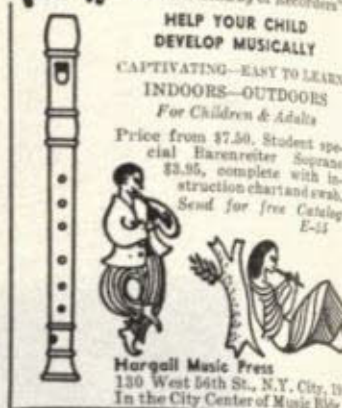 of Recorders"
HELP YOUR CHILD
DEVELOP MUSICALLY
CAPTIVATING—EASY TO LEARN
INDOORS—OUTDOORS
For Children & Adults
Price from $7.50. Student spe-
cial Barenreiter Soprano
$3.95, complete with in-
struction chart and swab.
Send for free Catalog
E-55
Hargail Music Press
130 West 56th St., N.Y. City, 19
In the City Center of Music Bldg.